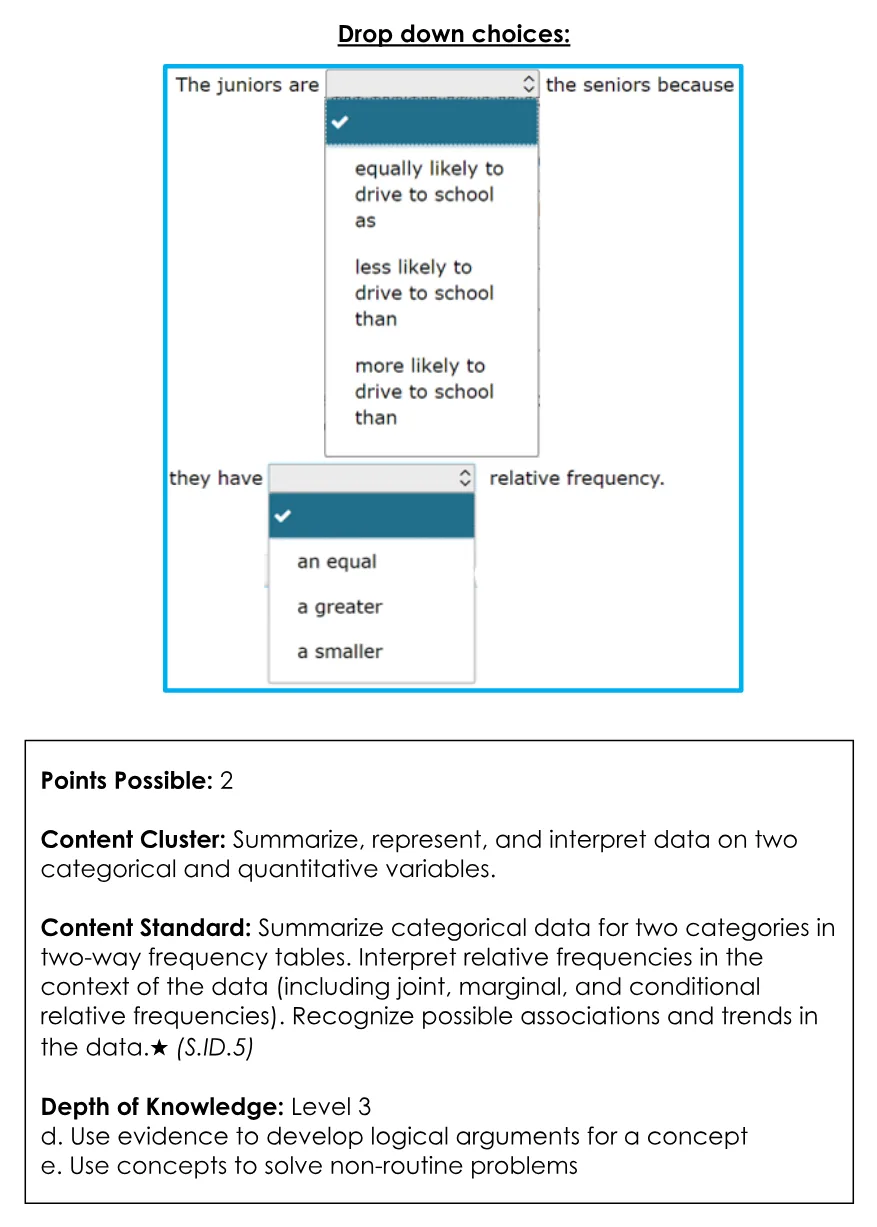 Drop down choices:
The juniors are the seniors because
equally likely to
drive to school
as
less likely to
drive to school
than
more likely to
drive to school
than
they have relative frequency.
an equal
a greater
a smaller
Points Possible: 2
Content Cluster: Summarize, represent, and interpret data on two
categorical and quantitative variables.
Content Standard: Summarize categorical data for two categories in
two-way frequency tables. Interpret relative frequencies in the
context of the data (including joint, marginal, and conditional
relative frequencies). Recognize possible associations and trends in
the data.★ (S.ID.5)
Depth of Knowledge: Level 3
d. Use evidence to develop logical arguments for a concept
e. Use concepts to solve non-routine problems